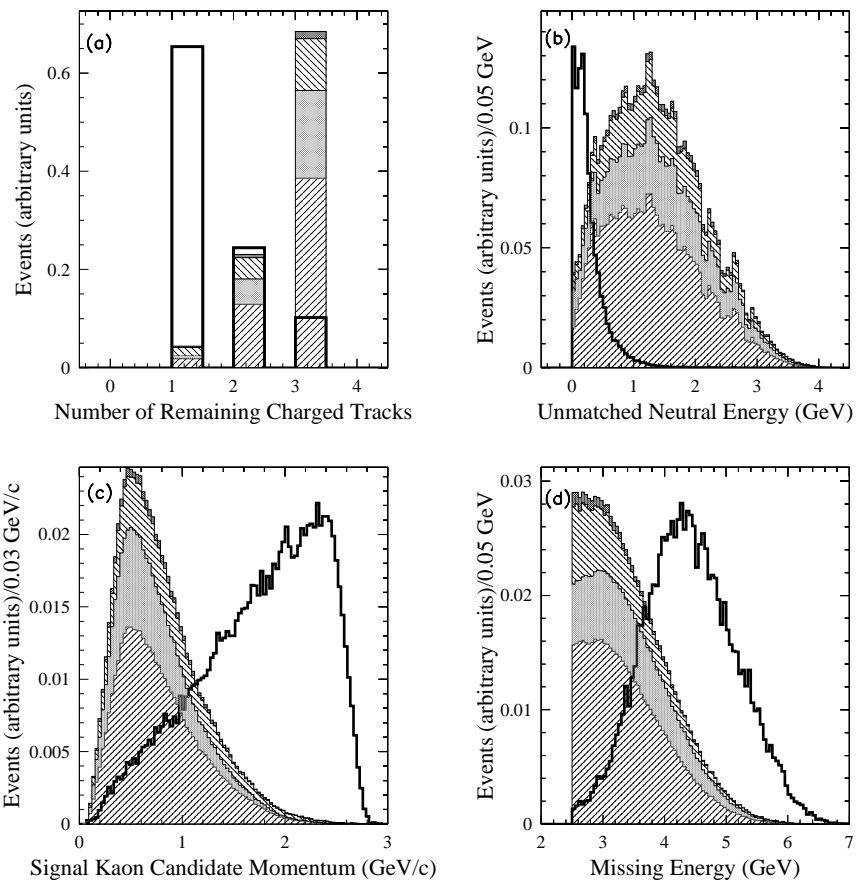 (a)
Events (arbitrary units)
0.6
0.4
0.2
0
0 1 2 3 4
Number of Remaining Charged Tracks
(b)
Events (arbitrary units)/0.05 GeV
0.1
0.05
0
0 1 2 3 4
Unmatched Neutral Energy (GeV)
(c)
Events (arbitrary units)/0.03 GeV/c
0.02
0.015
0.01
0.005
0
0 1 2 3
Signal Kaon Candidate Momentum (GeV/c)
(d)
Events (arbitrary units)/0.05 GeV
0.03
0.02
0.01
0
2 3 4 5 6 7
Missing Energy (GeV)